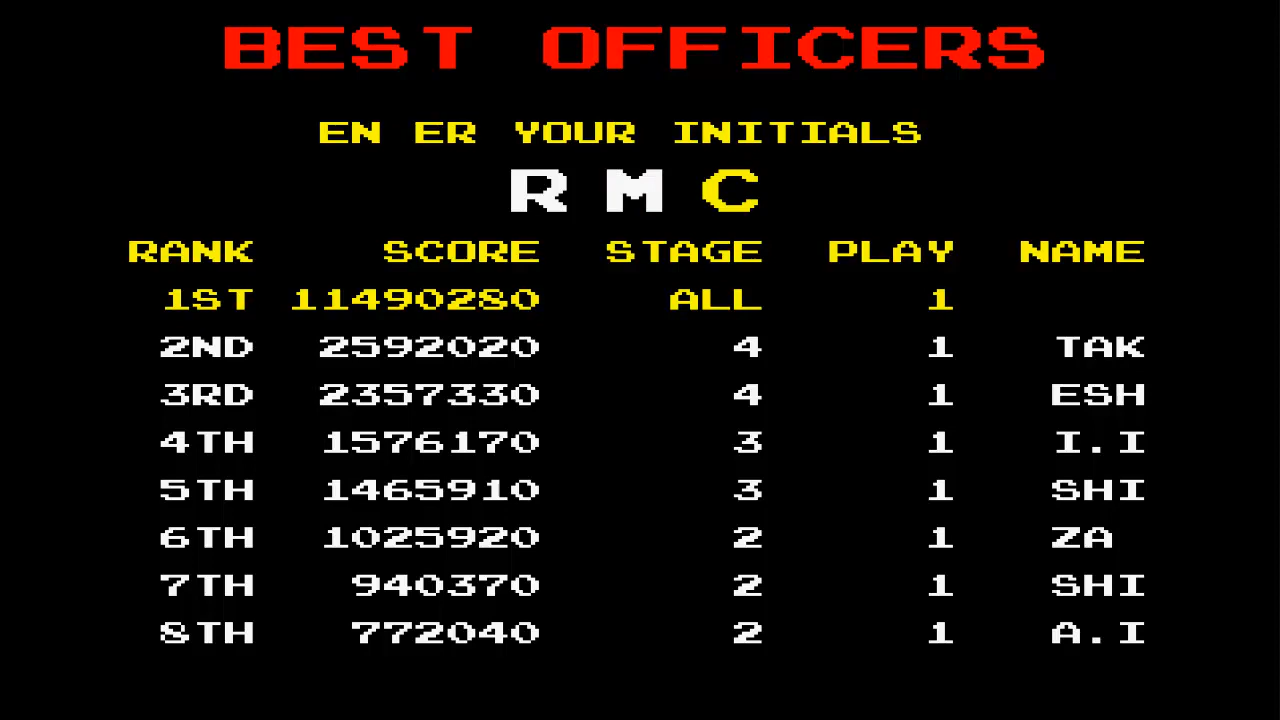 BEST OFFICERS
EN ER YOUR INITIALS
R M C
RANK SCORE STAGE PLAY NAME
1ST 11490280 ALL 1
2ND 2592020 4 1 TAK
3RD 2357330 4 1 ESH
4TH 1576170 3 1 I.I
5TH 1465910 3 1 SHI
6TH 1025920 2 1 ZA
7TH 940370 2 1 SHI
8TH 772040 2 1 A.I